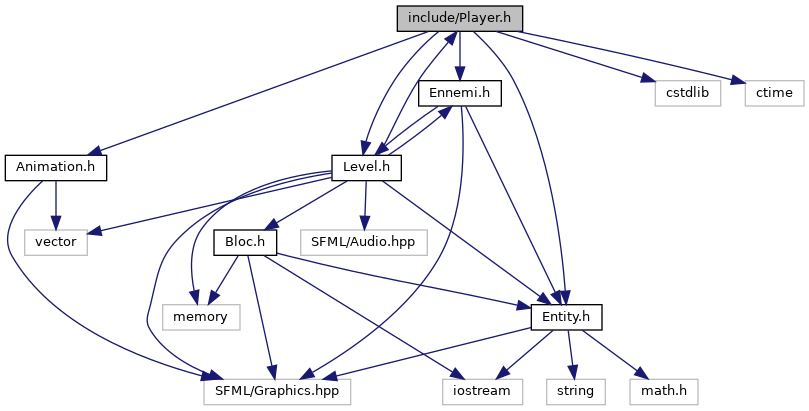 include/Player.h
Ennemi.h
cstdlib
ctime
Animation.h
Level.h
vector
Bloc.h
SFML/Audio.hpp
memory
Entity.h
SFML/Graphics.hpp
iostream
string
math.h